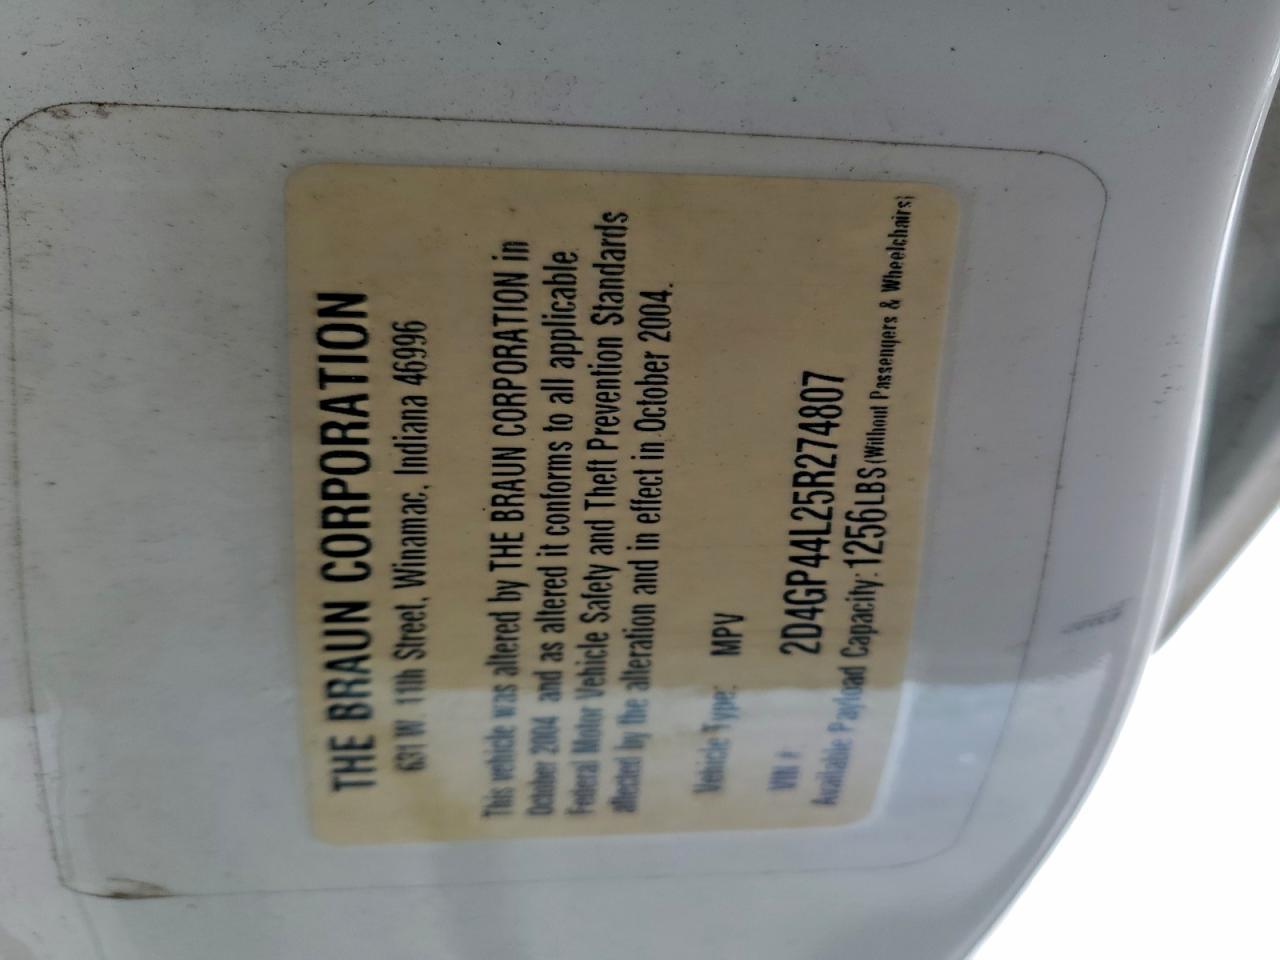 THE BRAUN CORPORATION
631 W. 11th Street, Winamac, Indiana 46996
This vehicle was altered by THE BRAUN CORPORATION in
October 2004 and as altered it conforms to all applicable
Federal Motor Vehicle Safety and Theft Prevention Standards
affected by the alteration and in effect in October 2004.
Vehicle Type: MPV
VIN #: 2D4GP44L25R274807
Available Payload Capacity: 1256LBS (Without Passengers & Wheelchairs)